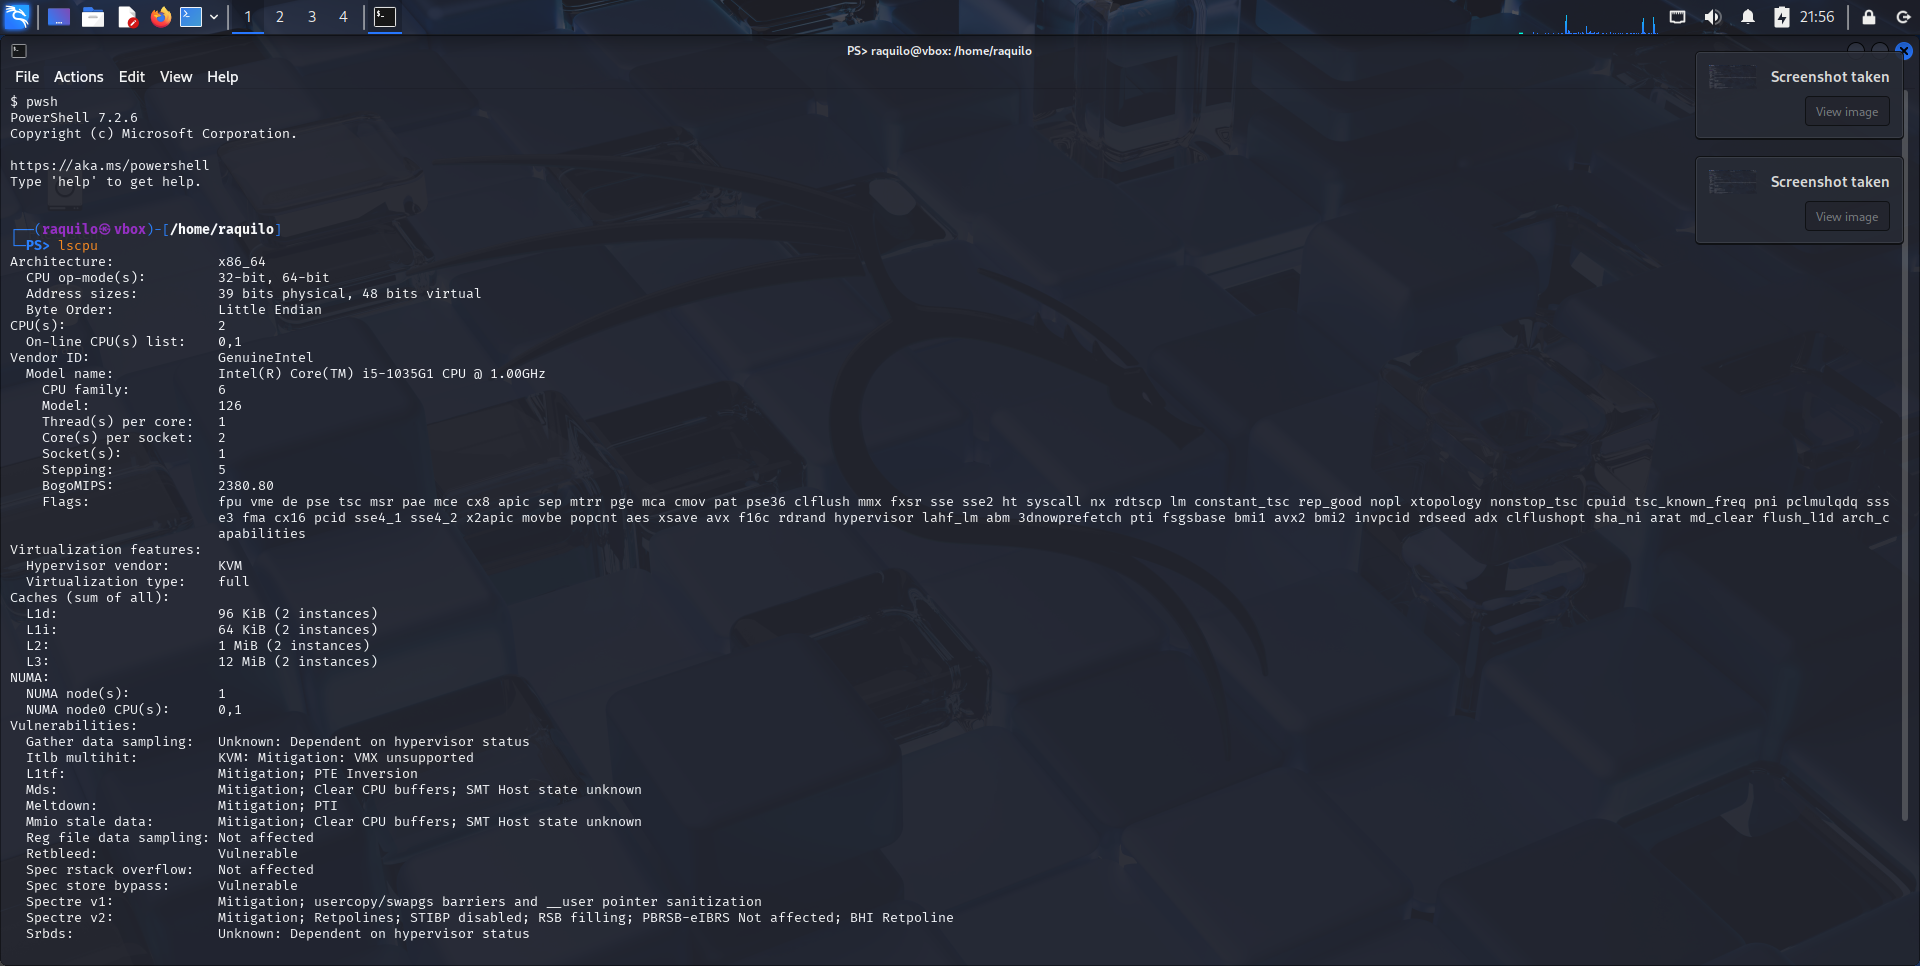 1 2 3 4 21:56
PS> raquilo@vbox: /home/raquilo
File Actions Edit View Help
Screenshot taken
View image
Screenshot taken
View image
$ pwsh
PowerShell 7.2.6
Copyright (c) Microsoft Corporation.
https://aka.ms/powershell
Type 'help' to get help.
┌──(raquilo㉿vbox)-[/home/raquilo]
└─PS> lscpu
Architecture: x86_64
CPU op-mode(s): 32-bit, 64-bit
Address sizes: 39 bits physical, 48 bits virtual
Byte Order: Little Endian
CPU(s): 2
On-line CPU(s) list: 0,1
Vendor ID: GenuineIntel
Model name: Intel(R) Core(TM) i5-1035G1 CPU @ 1.00GHz
CPU family: 6
Model: 126
Thread(s) per core: 1
Core(s) per socket: 2
Socket(s): 1
Stepping: 5
BogoMIPS: 2380.80
Flags: fpu vme de pse tsc msr pae mce cx8 apic sep mtrr pge mca cmov pat pse36 clflush mmx fxsr sse sse2 ht syscall nx rdtscp lm constant_tsc rep_good nopl xtopology nonstop_tsc cpuid tsc_known_freq pni pclmulqdq sss
e3 fma cx16 pcid sse4_1 sse4_2 x2apic movbe popcnt aes xsave avx f16c rdrand hypervisor lahf_lm abm 3dnowprefetch pti fsgsbase bmi1 avx2 bmi2 invpcid rdseed adx clflushopt sha_ni arat md_clear flush_l1d arch_c
apabilities
Virtualization features:
Hypervisor vendor: KVM
Virtualization type: full
Caches (sum of all):
L1d: 96 KiB (2 instances)
L1i: 64 KiB (2 instances)
L2: 1 MiB (2 instances)
L3: 12 MiB (2 instances)
NUMA:
NUMA node(s): 1
NUMA node0 CPU(s): 0,1
Vulnerabilities:
Gather data sampling: Unknown: Dependent on hypervisor status
Itlb multihit: KVM: Mitigation: VMX unsupported
L1tf: Mitigation; PTE Inversion
Mds: Mitigation; Clear CPU buffers; SMT Host state unknown
Meltdown: Mitigation; PTI
Mmio stale data: Mitigation; Clear CPU buffers; SMT Host state unknown
Reg file data sampling: Not affected
Retbleed: Vulnerable
Spec rstack overflow: Not affected
Spec store bypass: Vulnerable
Spectre v1: Mitigation; usercopy/swapgs barriers and __user pointer sanitization
Spectre v2: Mitigation; Retpolines; STIBP disabled; RSB filling; PBRSB-eIBRS Not affected; BHI Retpoline
Srbds: Unknown: Dependent on hypervisor status